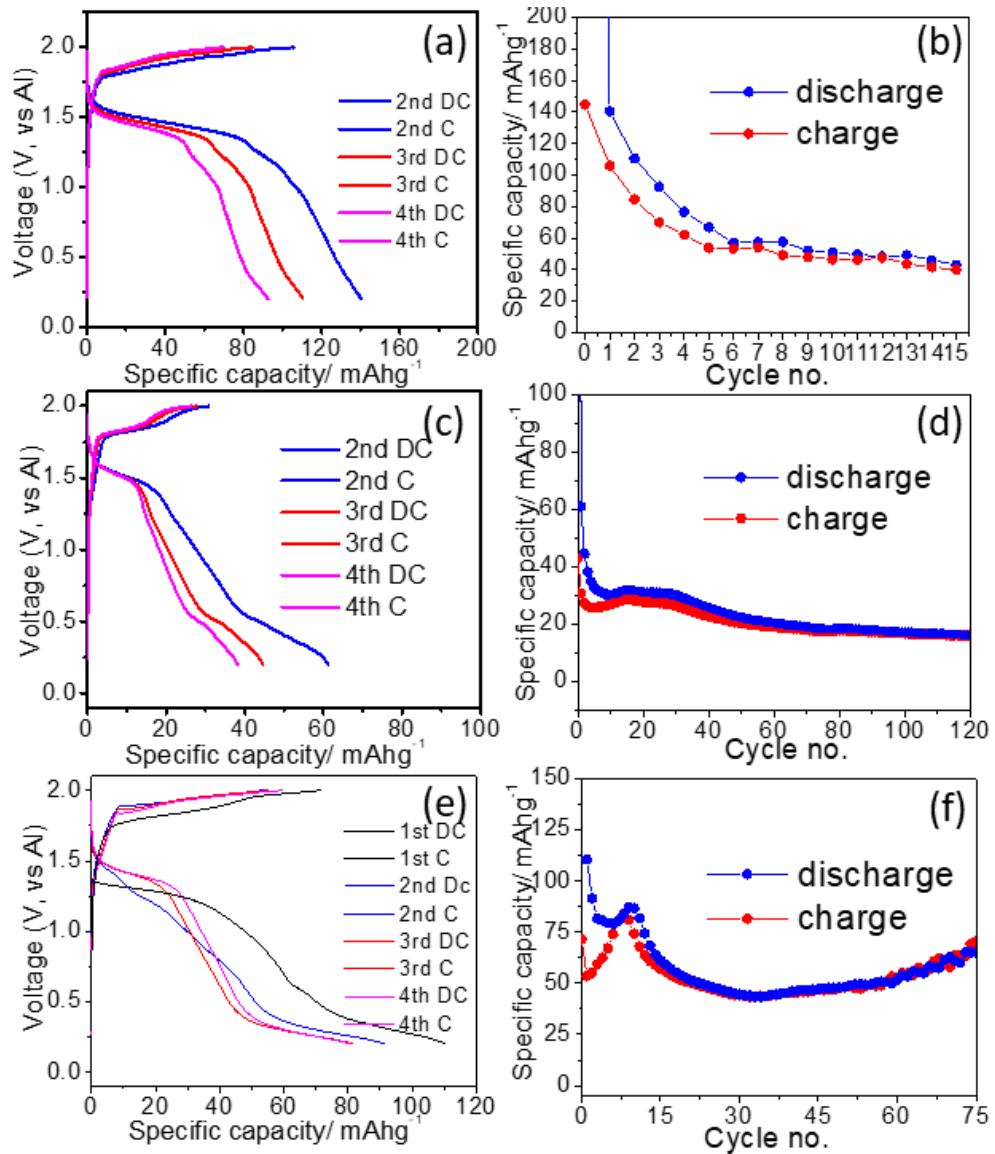 (a)
Voltage (V, vs Al)
2.0
1.5
1.0
0.5
0.0
2nd DC
2nd C
3rd DC
3rd C
4th DC
4th C
0 40 80 120 160 200
Specific capacity/ mAhg-1
(b)
Specific capacity/ mAhg-1
200
180
160
140
120
100
80
60
40
20
0
discharge
charge
0 1 2 3 4 5 6 7 8 9 10 11 12 13 14 15
Cycle no.
(c)
Voltage (V, vs Al)
2.0
1.5
1.0
0.5
0.0
2nd DC
2nd C
3rd DC
3rd C
4th DC
4th C
0 20 40 60 80 100
Specific capacity/ mAhg-1
(d)
Specific capacity/ mAhg-1
100
80
60
40
20
0
discharge
charge
0 20 40 60 80 100 120
Cycle no.
(e)
Voltage (V, vs Al)
2.0
1.5
1.0
0.5
0.0
1st DC
1st C
2nd Dc
2nd C
3rd DC
3rd C
4th DC
4th C
0 20 40 60 80 100 120
Specific capacity/ mAhg-1
(f)
Specific capacity/ mAhg-1
150
125
100
75
50
25
0
discharge
charge
0 15 30 45 60 75
Cycle no.